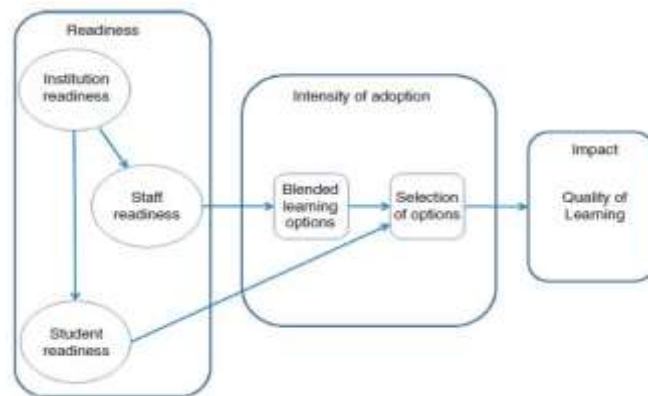 Readiness
Institution
readiness
Staff
readiness
Student
readiness
Intensity of adoption
Blended
learning
options
Selection
of options
Impact
Quality of
Learning